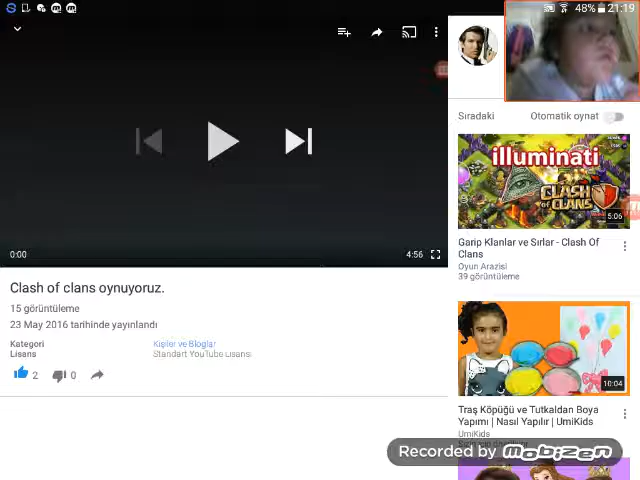 48% 21:19
Sıradaki
Otomatik oynat
illuminati
CLASH
OF CLANS
5:06
0:00
4:56
Garip Klanlar ve Sırlar - Clash Of
Clans
Oyun Arazisi
39 görüntüleme
Clash of clans oynuyoruz.
15 görüntüleme
23 May 2016 tarihinde yayınlandı
Kategori
Kişiler ve Bloglar
Lisans
Standart YouTube Lisansı
2
0
10:04
Traş Köpüğü ve Tutkaldan Boya
Yapımı | Nasıl Yapılır | UmiKids
UmiKids
Recorded by Mobizen